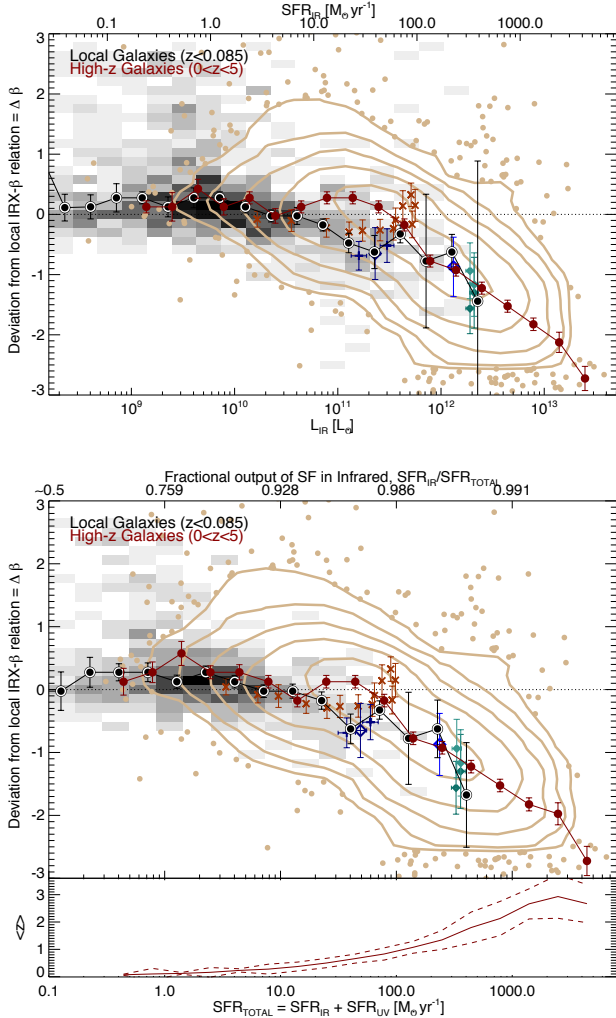 SFR_IR [M_⊙ yr⁻¹]
0.1 1.0 10.0 100.0 1000.0
Local Galaxies (z<0.085)
High-z Galaxies (0<z<5)
Deviation from local IRX-β relation = Δ β
3
2
1
0
-1
-2
-3
10⁹ 10¹⁰ 10¹¹ 10¹² 10¹³
L_IR [L_⊙]
Fractional output of SF in Infrared, SFR_IR/SFR_TOTAL
~0.5 0.759 0.928 0.986 0.991
Local Galaxies (z<0.085)
High-z Galaxies (0<z<5)
Deviation from local IRX-β relation = Δ β
3
2
1
0
-1
-2
-3
<z>
3
2
1
0
0.1 1.0 10.0 100.0 1000.0
SFR_TOTAL = SFR_IR + SFR_UV [M_⊙ yr⁻¹]